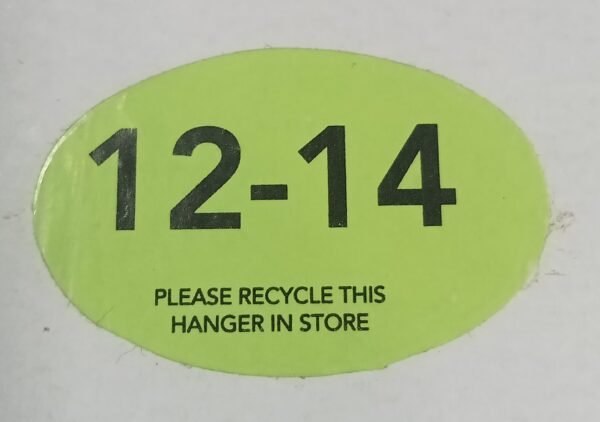 12-14
PLEASE RECYCLE THIS
HANGER IN STORE